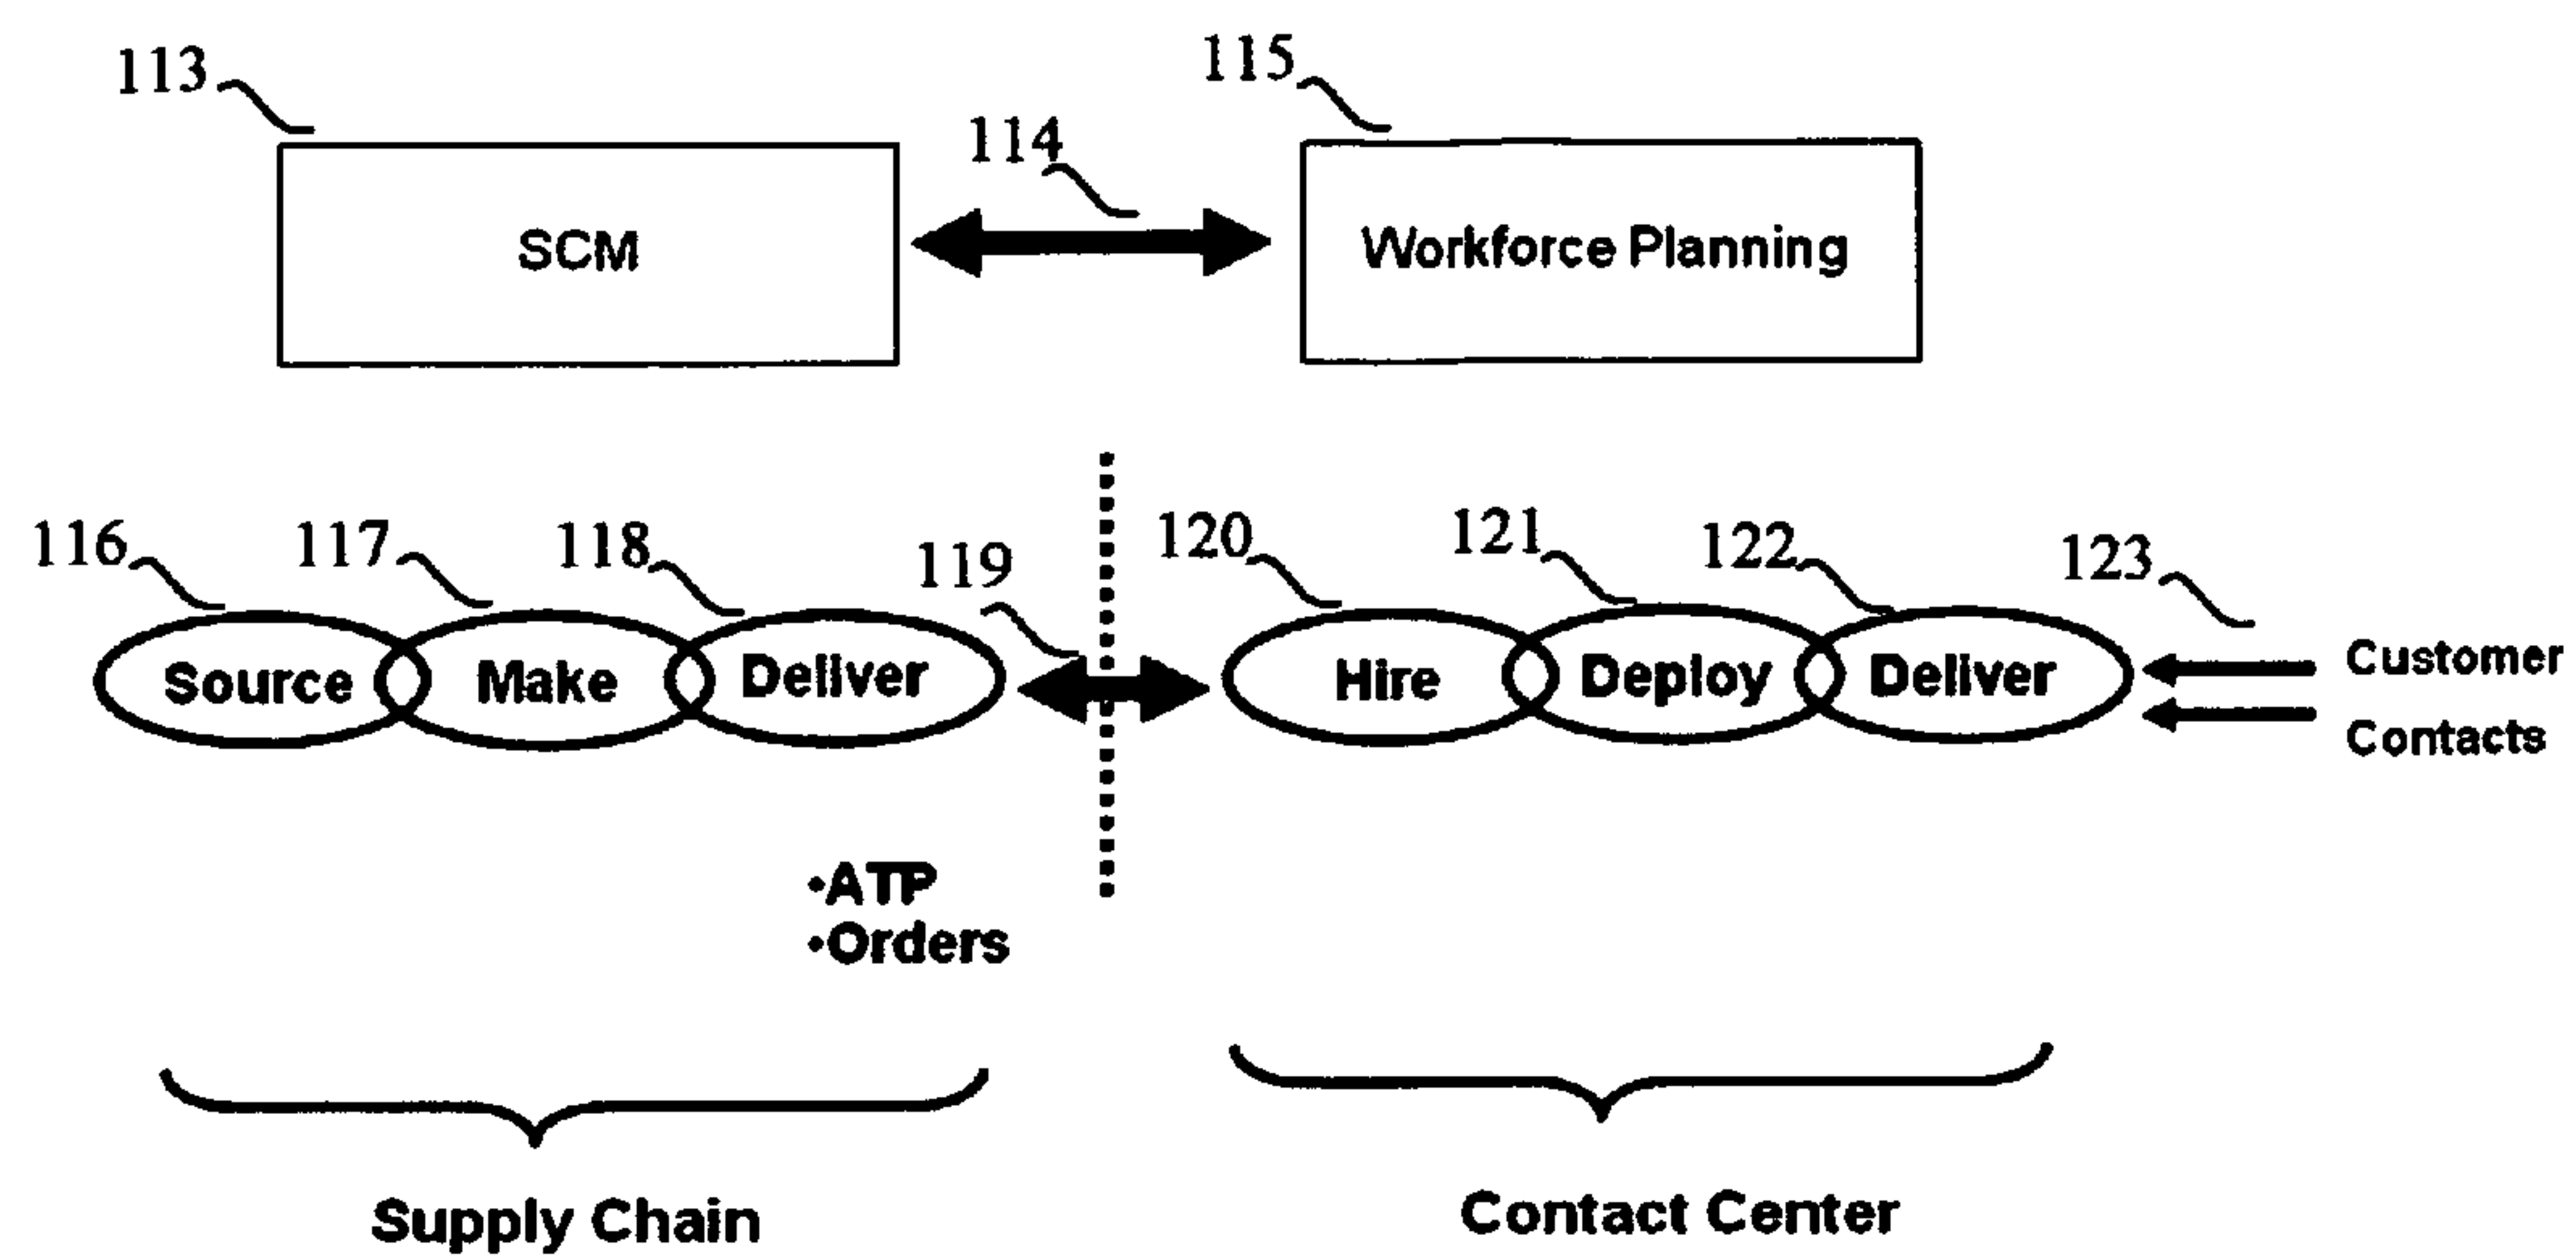 113
115
114
SCM
Workforce Planning
116
117
118
119
120
121
122
123
Source
Make
Deliver
Hire
Deploy
Deliver
Customer
Contacts
•ATP
•Orders
Supply Chain
Contact Center